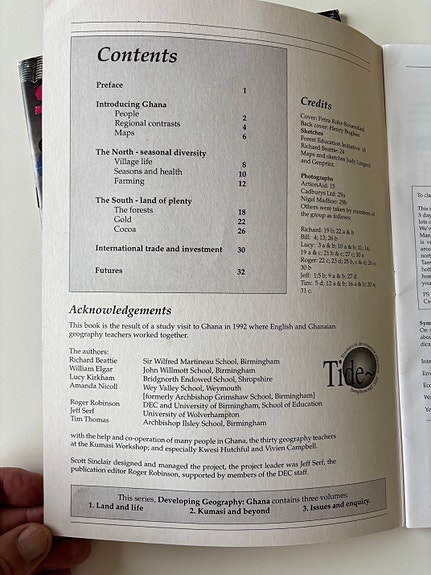 Contents
Preface 1
Introducing Ghana
People 2
Regional contrasts 4
Maps 6
The North - seasonal diversity
Village life 8
Seasons and health 10
Farming 12
The South - land of plenty
The forests 18
Gold 22
Cocoa 26
International trade and investment 30
Futures 32
Credits
Cover: Petra Rohr-Rouendaal
Back cover: Henry
Sketches
Forest Education Initiative:
Richard Beattie: 24
Maps and sketches Judy
and Genprint.
Photographs
ActionAid: 15
Cadburys Ltd: 29a
Nigel Madhoo: 29b
Others were taken by members of
the group as follows:
Richard: 19 b; 22 a & b
Bill: 4; 13; 26 b
Lucy: 3 a & b; 10 a & b; 11; 14;
19 a & c; 21 b & c; 27 c; 30 a
Roger: 22 c; 23 d; 25 b, c & d; 26 a;
30 b
Jeff: 1;5 b; 9 a & b; 27 d
Tim: 5 d; 12 a & b; 16 a & b; 20 a;
31 c.
Acknowledgements
This book is the result of a study visit to Ghana in 1992 where English and Ghanaian
geography teachers worked together.
The authors:
Richard Beattie Sir Wilfred Martineau School, Birmingham
William Elgar John Willmott School, Birmingham
Lucy Kirkham Bridgnorth Endowed School, Shropshire
Amanda Nicoll Wey Valley School, Weymouth
[formerly Archbishop Grimshaw School, Birmingham]
Roger Robinson DEC and University of Birmingham, School of Education
Jeff Serf University of Wolverhampton
Tim Thomas Archbishop Ilsley School, Birmingham
Tide~
with the help and co-operation of many people in Ghana, the thirty geography teachers
at the Kumasi Workshop; and especially Kwesi Hutchful and Vivien Campbell.
Scott Sinclair designed and managed the project, the project leader was Jeff Serf, the
publication editor Roger Robinson, supported by members of the DEC staff.
This series, Developing Geography: Ghana contains three volumes:
1. Land and life 2. Kumasi and beyond 3. Issues and enquiry.